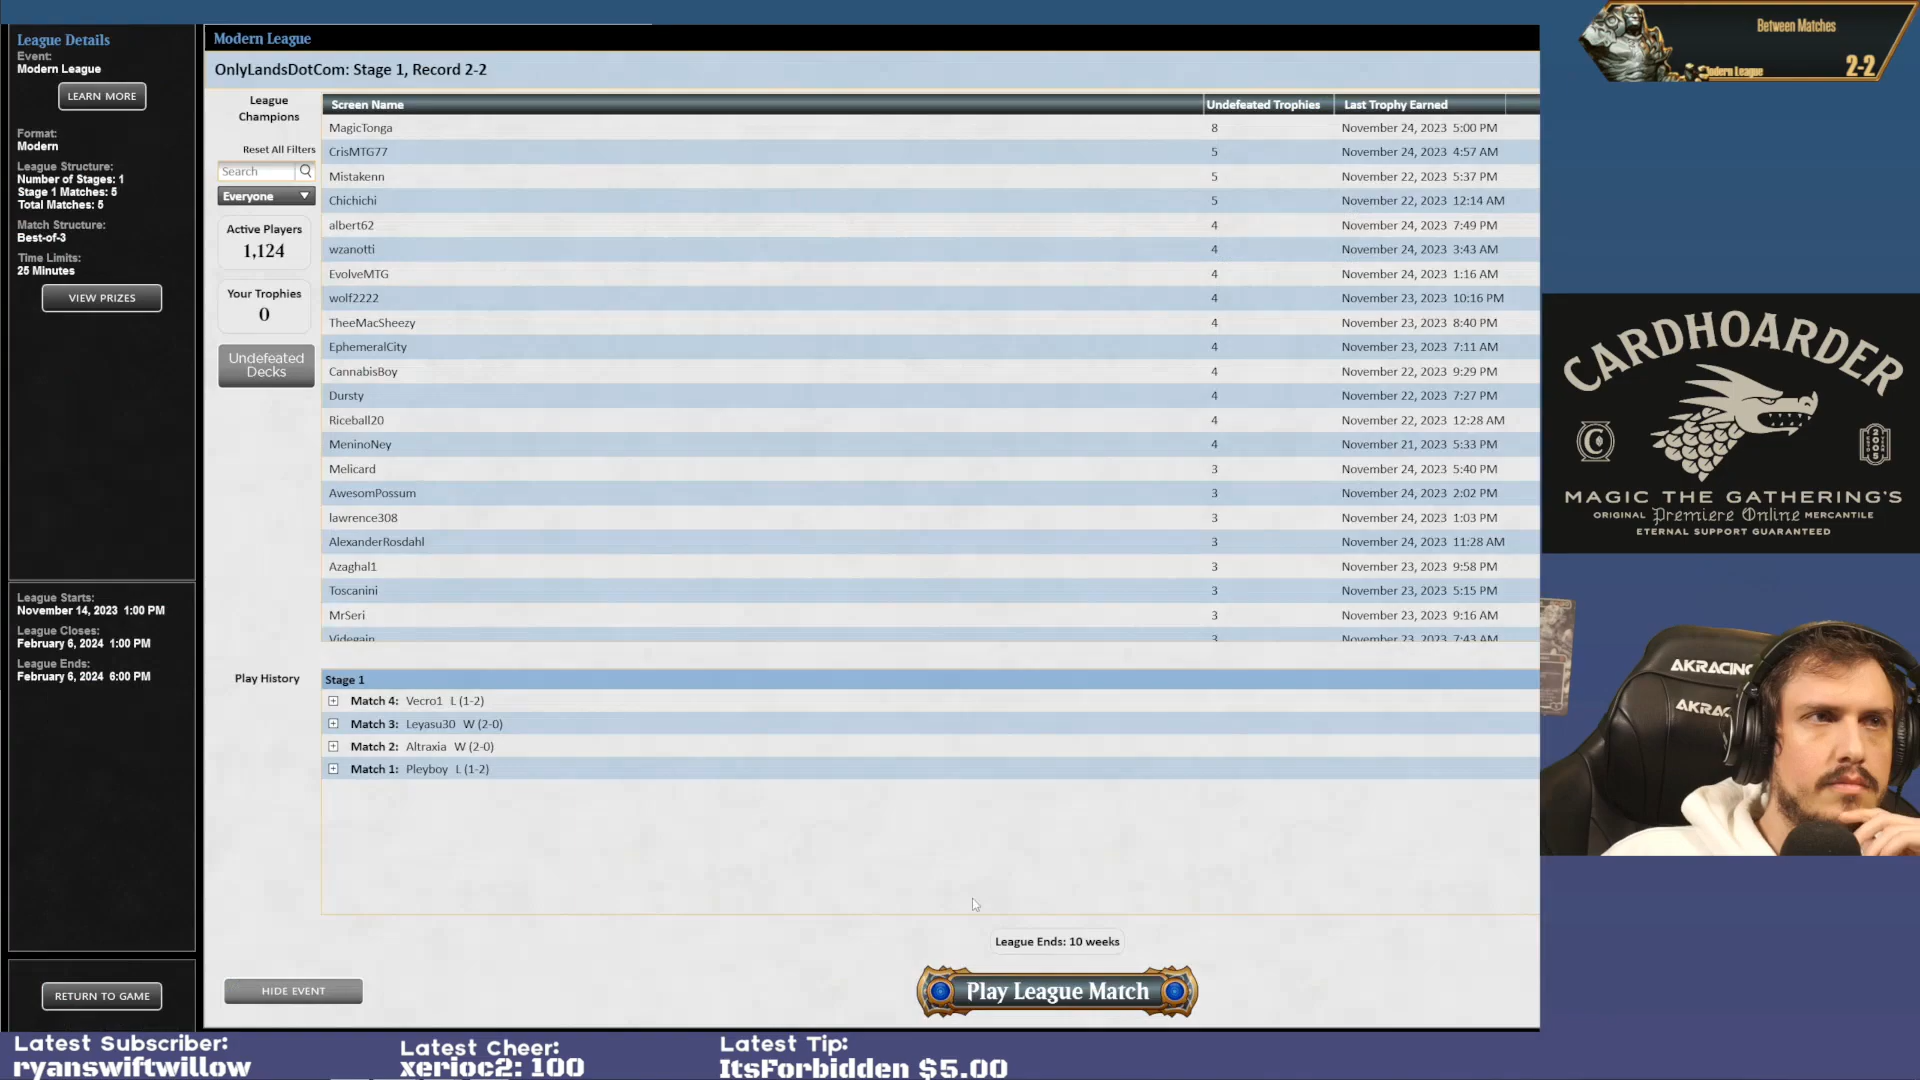 League Details
Event:
Modern League
LEARN MORE
Format:
Modern
League Structure:
Number of Stages: 1
Stage 1 Matches: 5
Total Matches: 5
Match Structure:
Best-of-3
Time Limits:
25 Minutes
VIEW PRIZES
League Starts:
November 14, 2023 1:00 PM
League Closes:
February 6, 2024 1:00 PM
League Ends:
February 6, 2024 6:00 PM
RETURN TO GAME
Modern League
OnlyLandsDotCom: Stage 1, Record 2-2
League
Champions
Reset All Filters
Search
Everyone
Active Players
1,124
Your Trophies
0
Undefeated
Decks
Screen Name Undefeated Trophies Last Trophy Earned
MagicTonga 8 November 24, 2023 5:00 PM
CrisMTG77 5 November 24, 2023 4:57 AM
Mistakenn 5 November 22, 2023 5:37 PM
Chichichi 5 November 22, 2023 12:14 AM
albert62 4 November 24, 2023 7:49 PM
wzanotti 4 November 24, 2023 3:43 AM
EvolveMTG 4 November 24, 2023 1:16 AM
wolf2222 4 November 23, 2023 10:16 PM
TheeMacSheezy 4 November 23, 2023 8:40 PM
EphemeralCity 4 November 23, 2023 7:11 AM
CannabisBoy 4 November 22, 2023 9:29 PM
Dursty 4 November 22, 2023 7:27 PM
Riceball20 4 November 22, 2023 12:28 AM
MeninoNey 4 November 21, 2023 5:33 PM
Melicard 3 November 24, 2023 5:40 PM
AwesomPossum 3 November 24, 2023 2:02 PM
lawrence308 3 November 24, 2023 1:03 PM
AlexanderRosdahl 3 November 24, 2023 11:28 AM
Azaghal1 3 November 23, 2023 9:58 PM
Toscanini 3 November 23, 2023 5:15 PM
MrSeri 3 November 23, 2023 9:16 AM
Videgain 3 November 23, 2023 7:43 AM
Play History
Stage 1
Match 4: Vecro1 L (1-2)
Match 3: Leyasu30 W (2-0)
Match 2: Altraxia W (2-0)
Match 1: Pleyboy L (1-2)
League Ends: 10 weeks
HIDE EVENT
Play League Match
Between Matches
Modern League
2-2
CARDHOARDER
C
2005
MAGIC THE GATHERING'S
ORIGINAL Premiere Online MERCANTILE
ETERNAL SUPPORT GUARANTEED
AKRACING
AKRAC
Latest Subscriber:
ryanswiftwillow
Latest Cheer:
xerioc2: 100
Latest Tip:
ItsForbidden $5.00